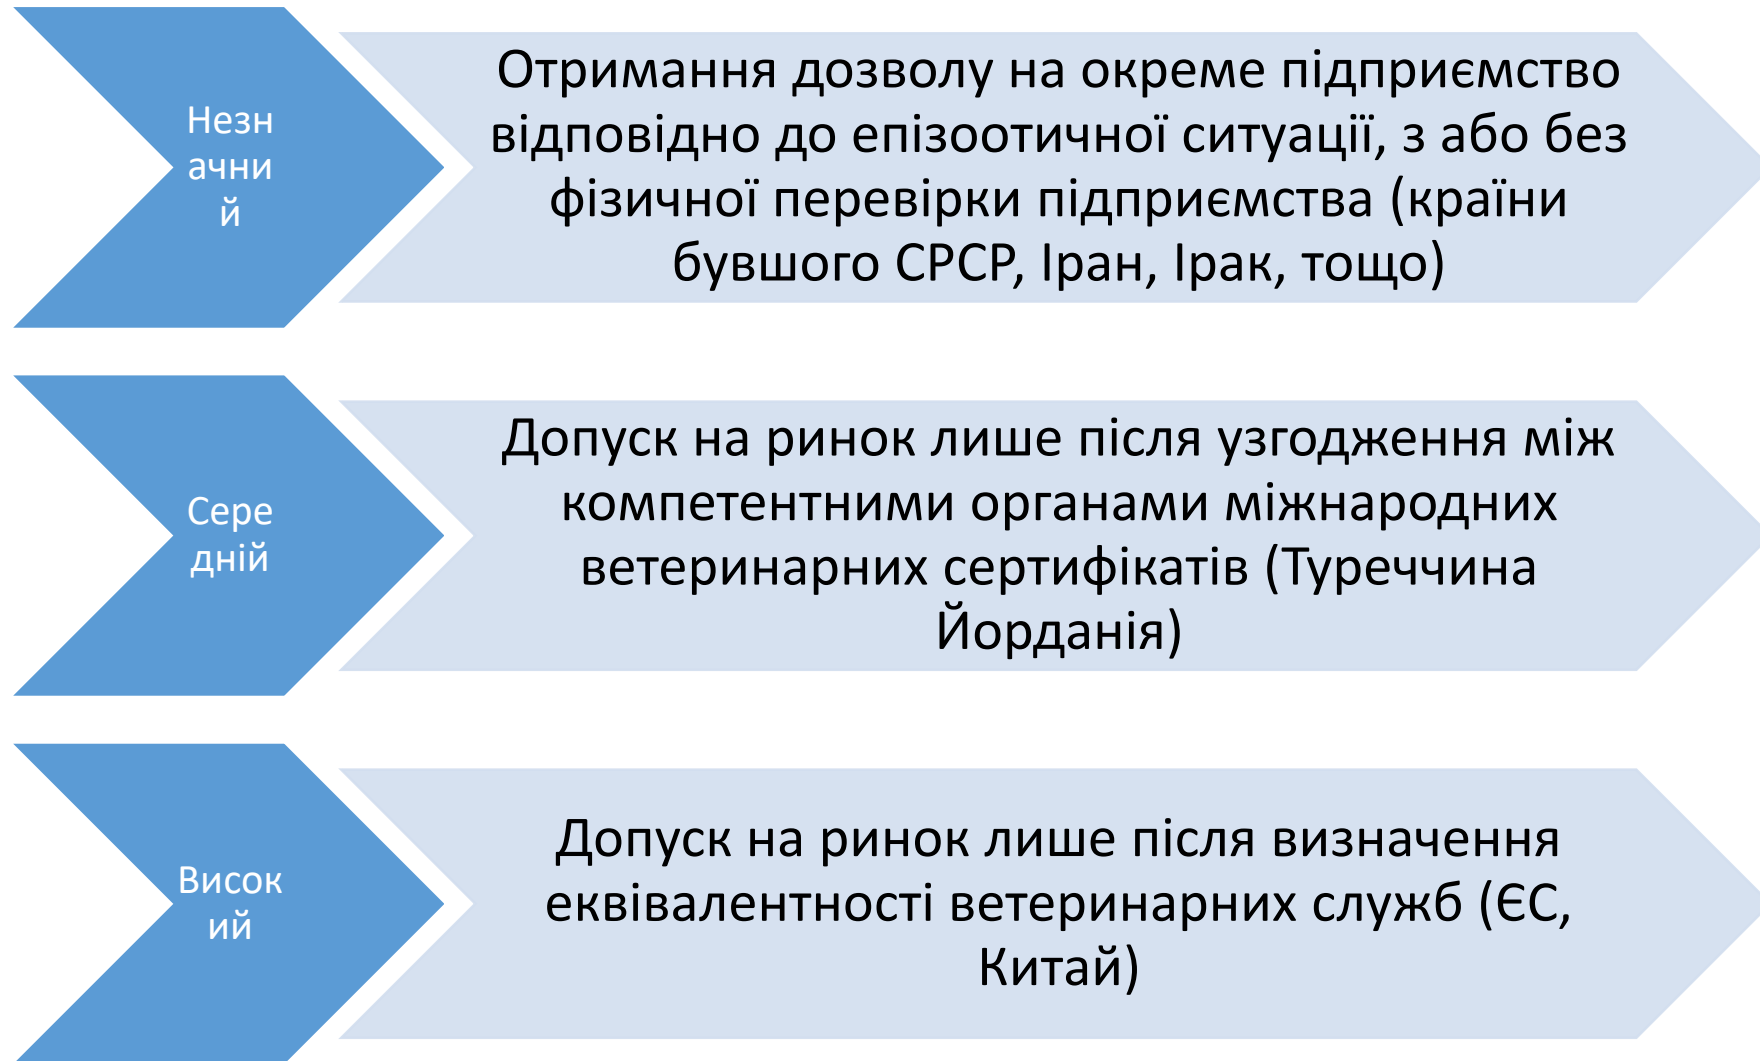 Незн
ачни
й
Отримання дозволу на окреме підприємство
відповідно до епізоотичної ситуації, з або без
фізичної перевірки підприємства (країни
бувшого СРСР, Іран, Ірак, тощо)
Сере
дній
Допуск на ринок лише після узгодження між
компетентними органами міжнародних
ветеринарних сертифікатів (Туреччина
Йорданія)
Висок
ий
Допуск на ринок лише після визначення
еквівалентності ветеринарних служб (ЄС,
Китай)